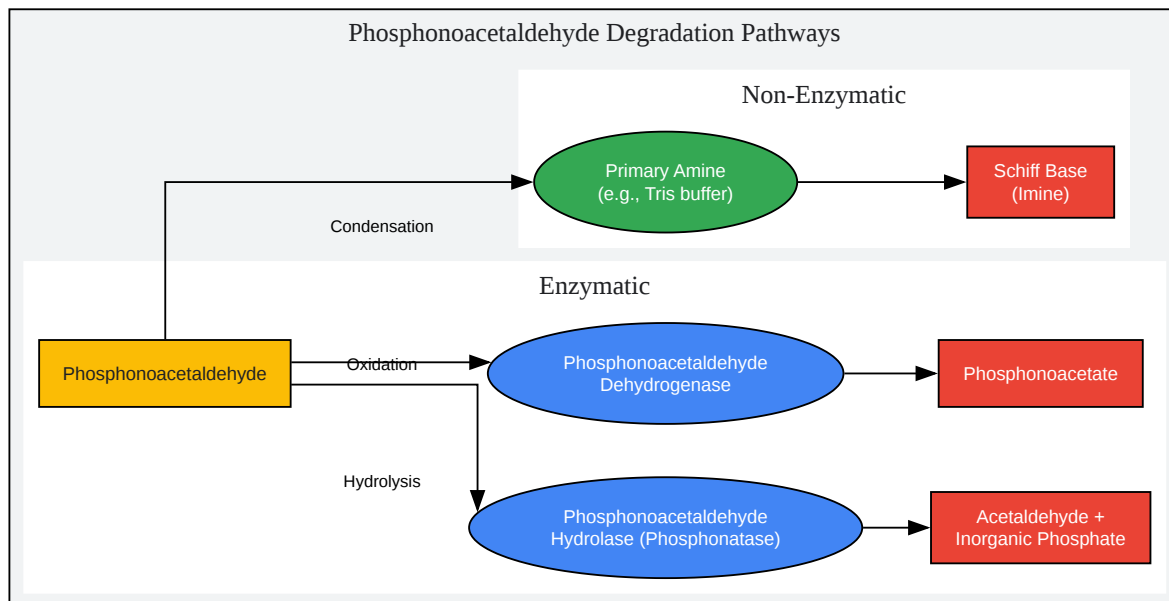 Phosphonoacetaldehyde Degradation Pathways
Non-Enzymatic
Primary Amine
(e.g., Tris buffer)
Schiff Base
(Imine)
Condensation
Enzymatic
Phosphonoacetaldehyde
Oxidation
Phosphonoacetaldehyde
Dehydrogenase
Phosphonoacetate
Hydrolysis
Phosphonoacetaldehyde
Hydrolase (Phosphonatase)
Acetaldehyde +
Inorganic Phosphate